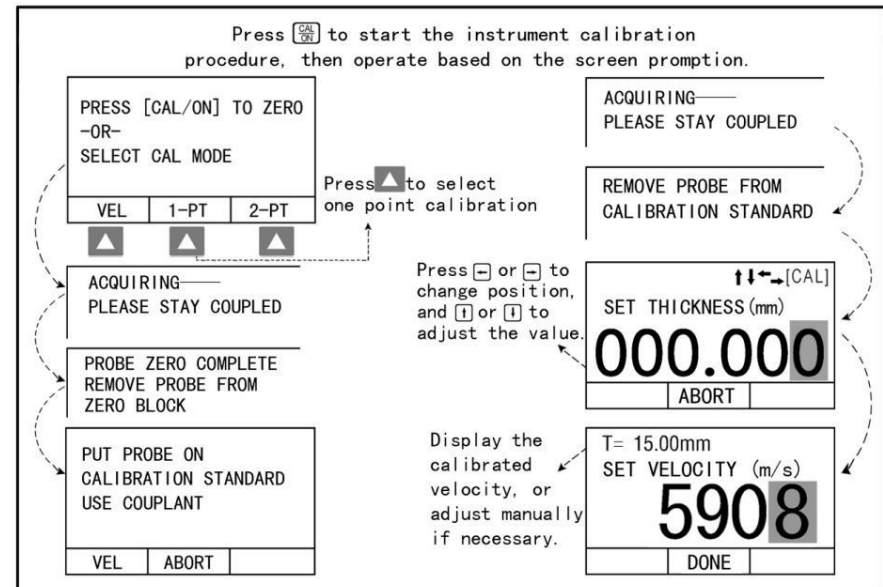 Press [CAL/ON] to start the instrument calibration
procedure, then operate based on the screen promption.
PRESS [CAL/ON] TO ZERO
-OR-
SELECT CAL MODE
VEL 1-PT 2-PT
Press ▲ to select
one point calibration
ACQUIRING——
PLEASE STAY COUPLED
PROBE ZERO COMPLETE
REMOVE PROBE FROM
ZERO BLOCK
PUT PROBE ON
CALIBRATION STANDARD
USE COUPLANT
VEL ABORT
ACQUIRING——
PLEASE STAY COUPLED
REMOVE PROBE FROM
CALIBRATION STANDARD
Press ← or → to
change position,
and ↑ or ↓ to
adjust the value.
↑↓←→[CAL]
SET THICKNESS(mm)
000.000
ABORT
Display the
calibrated
velocity, or
adjust manually
if necessary.
T= 15.00mm
SET VELOCITY (m/s)
5908
DONE